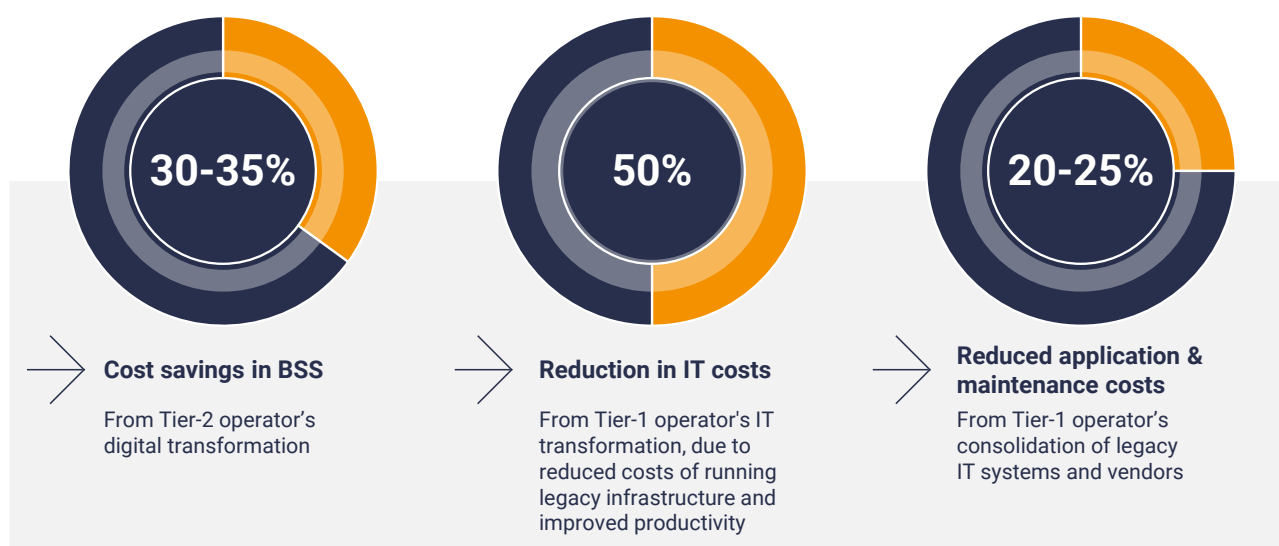 30-35%
50%
20-25%
Cost savings in BSS
From Tier-2 operator’s
digital transformation
Reduction in IT costs
From Tier-1 operator's IT
transformation, due to
reduced costs of running
legacy infrastructure and
improved productivity
Reduced application &
maintenance costs
From Tier-1 operator’s
consolidation of legacy
IT systems and vendors